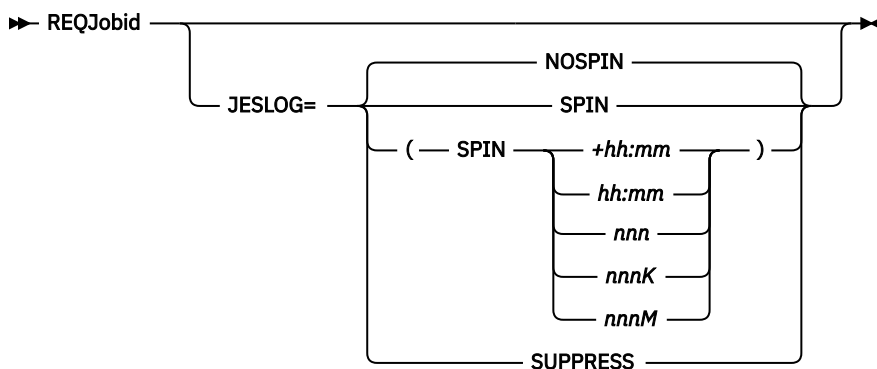 REQJobid
NOSPIN
JESLOG= SPIN
( SPIN +hh:mm )
hh:mm
nnn
nnnK
nnnM
SUPPRESS